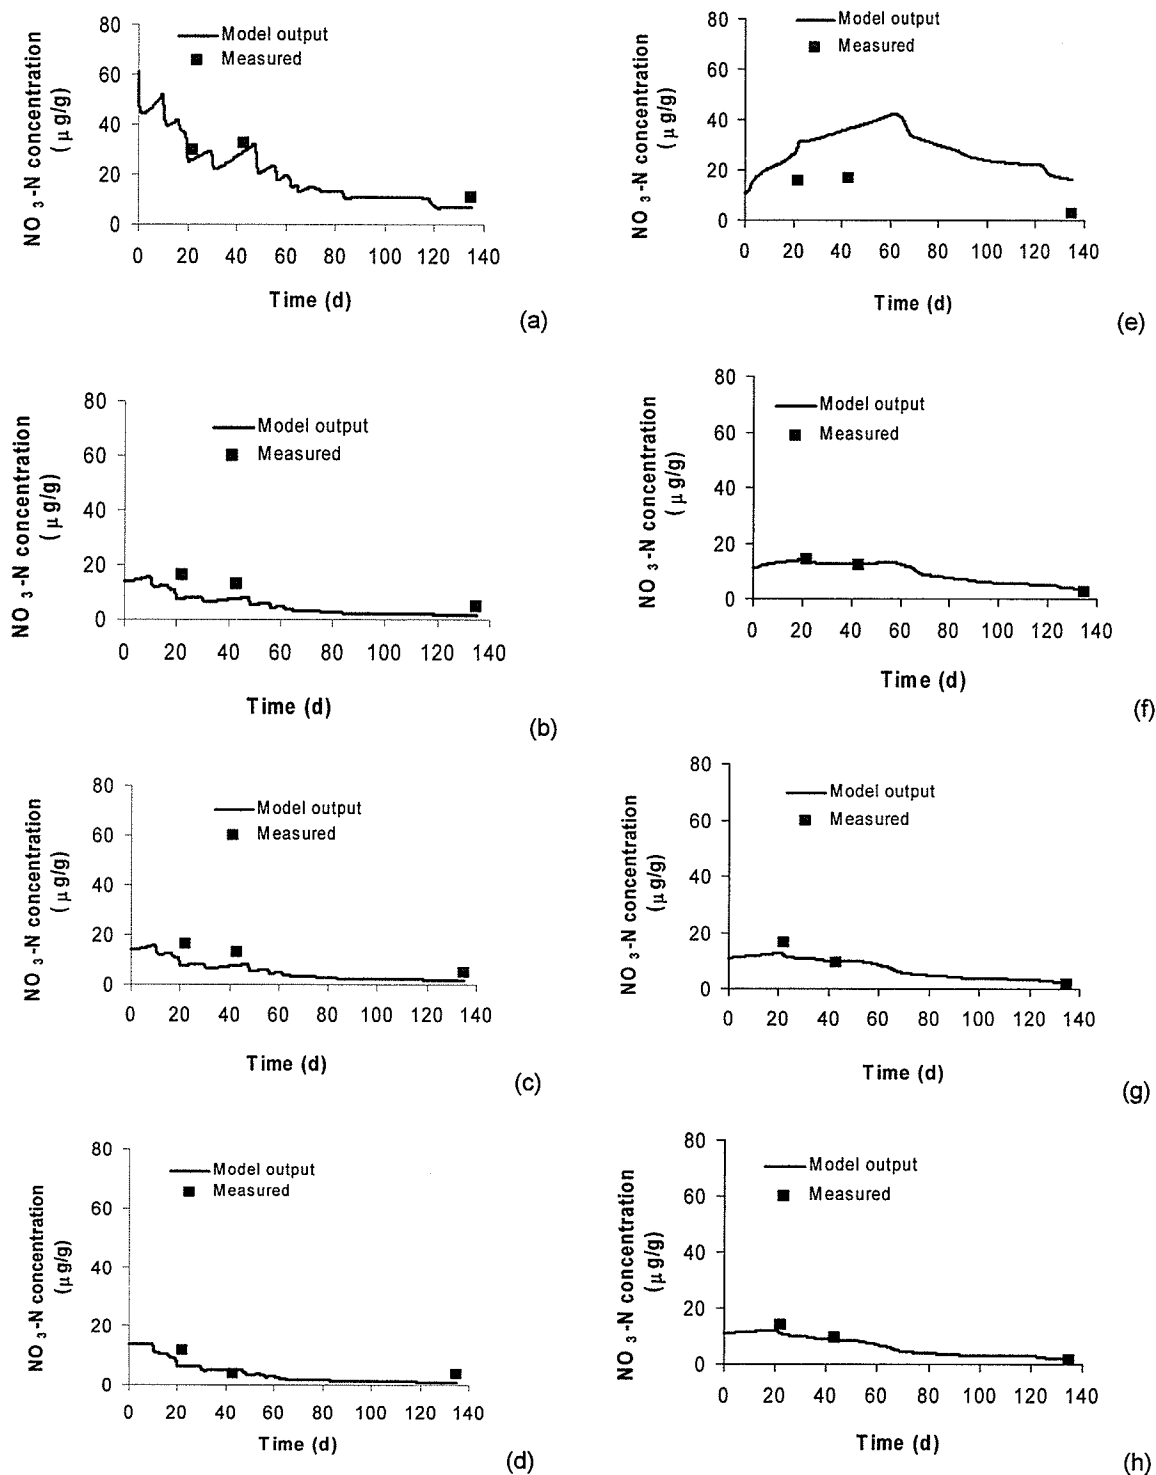 NO 3-N concentration
( µ g/g)
80
60
40
20
0
Model output
Measured
0 20 40 60 80 100 120 140
Time (d)
(a)
NO 3-N concentration
( µ g/g)
80
60
40
20
0
Model output
Measured
0 20 40 60 80 100 120 140
Time (d)
(e)
NO 3-N concentration
( µ g/g)
80
60
40
20
0
Model output
Measured
0 20 40 60 80 100 120 140
Time (d)
(b)
NO 3-N concentration
( µ g/g)
80
60
40
20
0
Model output
Measured
0 20 40 60 80 100 120 140
Time (d)
(f)
NO 3-N concentration
( µ g/g)
80
60
40
20
0
Model output
Measured
0 20 40 60 80 100 120 140
Time (d)
(c)
NO 3-N concentration
(µg/g)
80
60
40
20
0
Model output
Measured
0 20 40 60 80 100 120 140
Time (d)
(g)
NO 3-N concentration
(µg/g)
80
60
40
20
0
Model output
Measured
0 20 40 60 80 100 120 140
Time (d)
(d)
NO 3-N concentration
(µg/g)
80
60
40
20
0
Model output
Measured
0 20 40 60 80 100 120 140
Time (d)
(h)